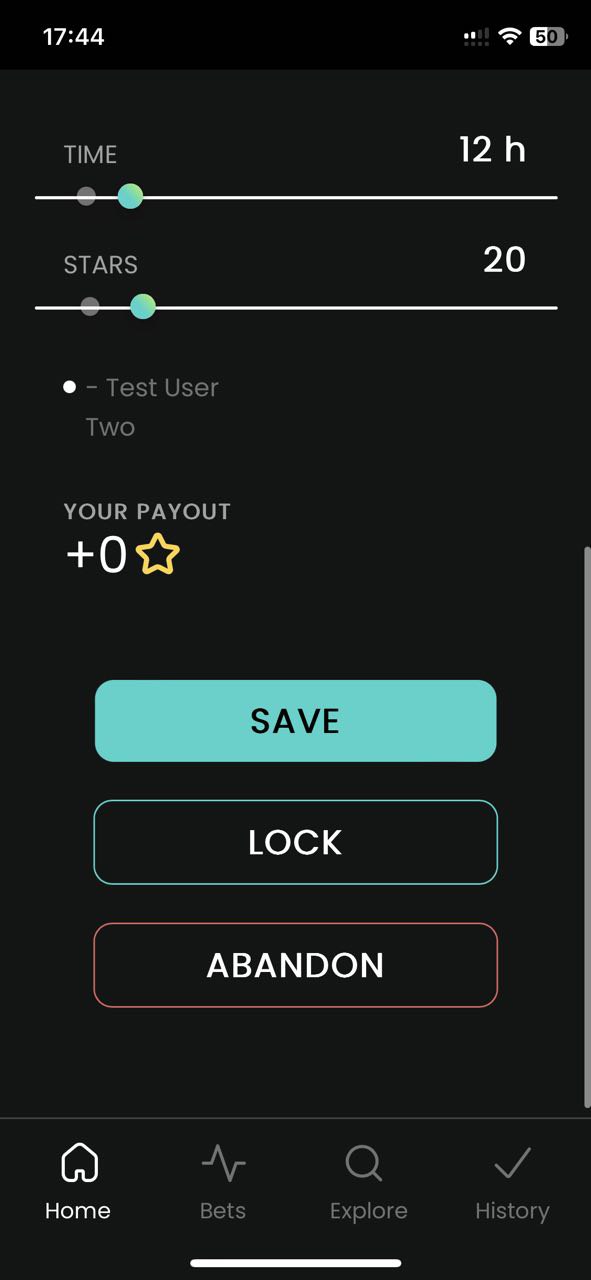 17:44
50
TIME
12 h
STARS
20
- Test User
Two
YOUR PAYOUT
+0
SAVE
LOCK
ABANDON
Home
Bets
Explore
History